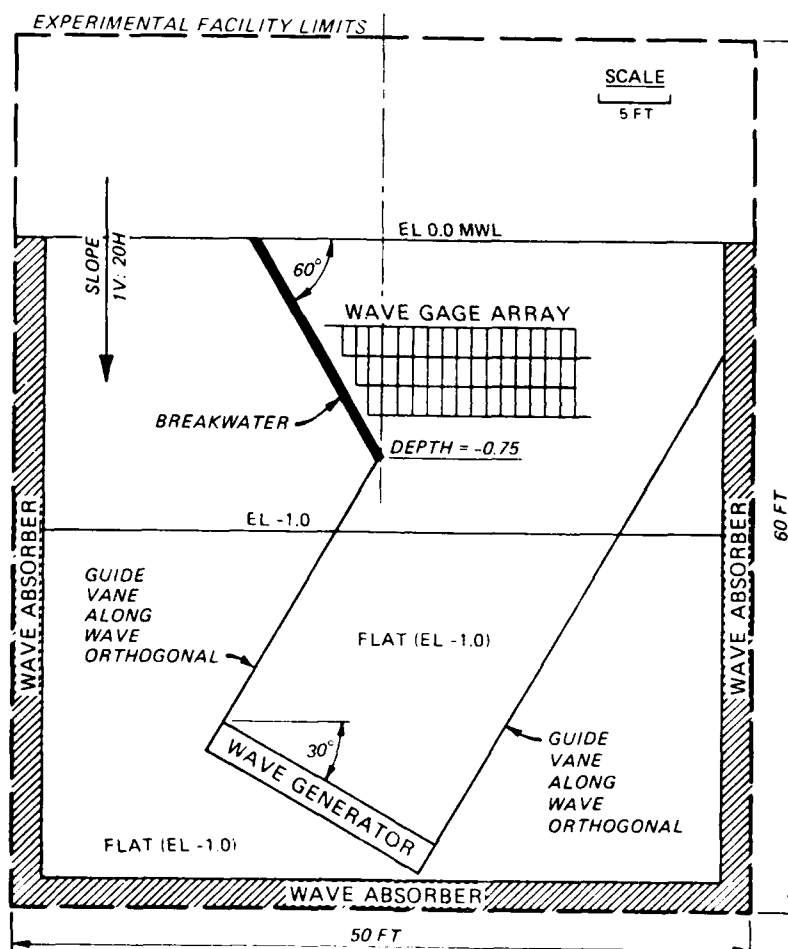 EXPERIMENTAL FACILITY LIMITS
SCALE
5 FT
SLOPE
1V: 20H
EL 0.0 MWL
60°
WAVE GAGE ARRAY
BREAKWATER
DEPTH = -0.75
EL -1.0
WAVE ABSORBER
WAVE ABSORBER
60 FT
GUIDE
VANE
ALONG
WAVE
ORTHOGONAL
FLAT (EL -1.0)
30°
WAVE GENERATOR
GUIDE
VANE
ALONG
WAVE
ORTHOGONAL
FLAT (EL -1.0)
WAVE ABSORBER
50 FT